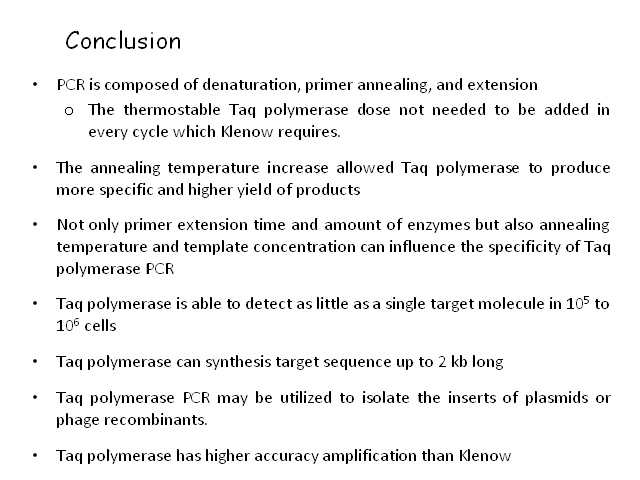 Conclusion
• PCR is composed of denaturation, primer annealing, and extension
o The thermostable Taq polymerase dose not needed to be added in
every cycle which Klenow requires.
• The annealing temperature increase allowed Taq polymerase to produce
more specific and higher yield of products
• Not only primer extension time and amount of enzymes but also annealing
temperature and template concentration can influence the specificity of Taq
polymerase PCR
• Taq polymerase is able to detect as little as a single target molecule in 10⁵ to
10⁶ cells
• Taq polymerase can synthesis target sequence up to 2 kb long
• Taq polymerase PCR may be utilized to isolate the inserts of plasmids or
phage recombinants.
• Taq polymerase has higher accuracy amplification than Klenow